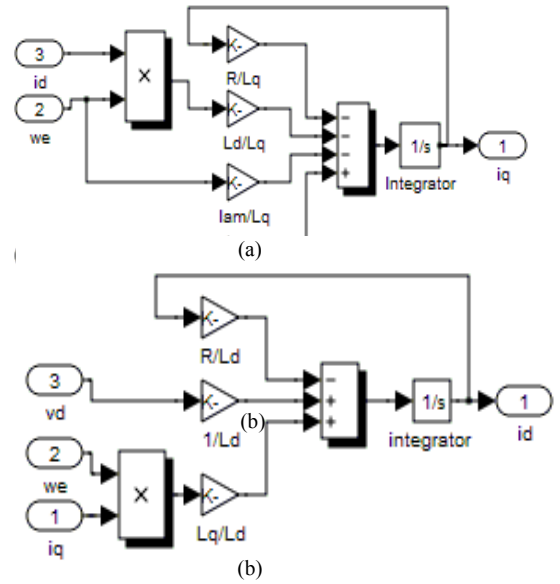 3
id
2
we
X
K-
R/Lq
K-
Ld/Lq
K-
lam/Lq
−
−
−
+
1/s
Integrator
1
iq
(a)
K-
R/Ld
3
vd
K-
1/Ld
(b)
2
we
1
iq
X
K-
Lq/Ld
−
+
+
1/s
integrator
1
id
(b)